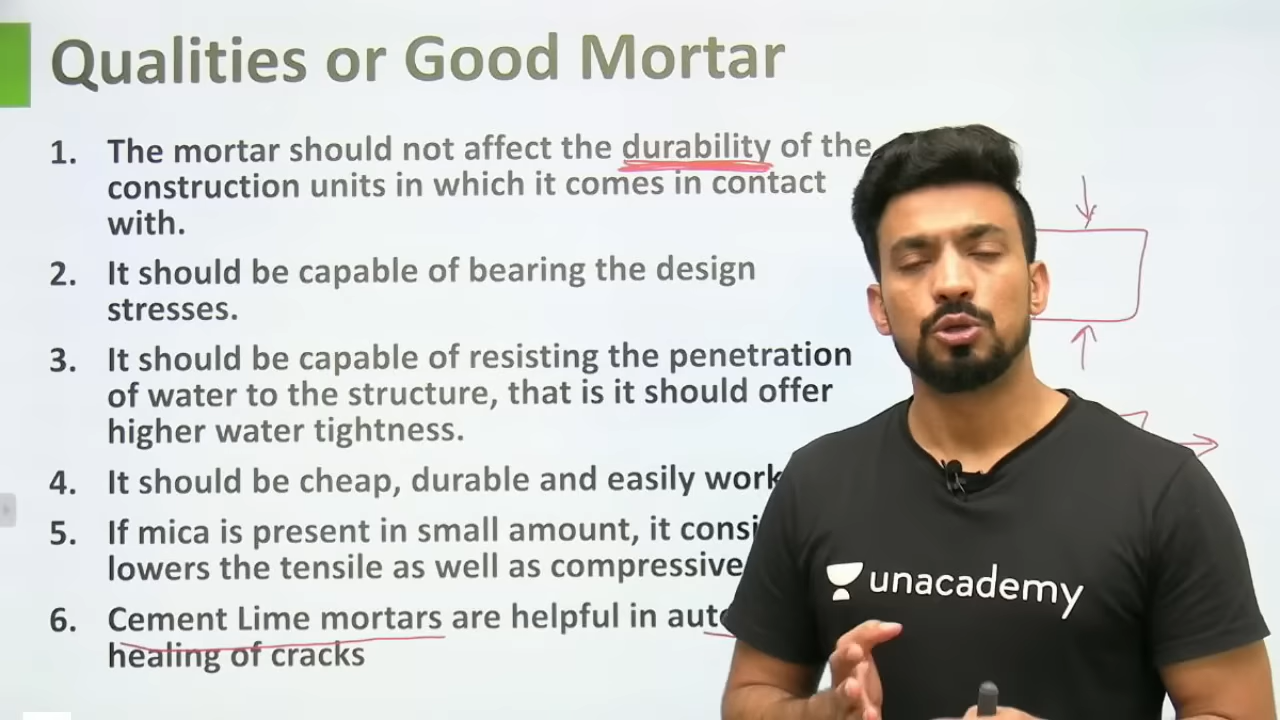 Qualities or Good Mortar
1. The mortar should not affect the durability of the
construction units in which it comes in contact
with.
2. It should be capable of bearing the design
stresses.
3. It should be capable of resisting the penetration
of water to the structure, that is it should offer
higher water tightness.
4. It should be cheap, durable and easily
5. If mica is present in small amount, it
lowers the tensile as well as compressive
6. Cement Lime mortars are helpful in
healing of cracks
unacademy